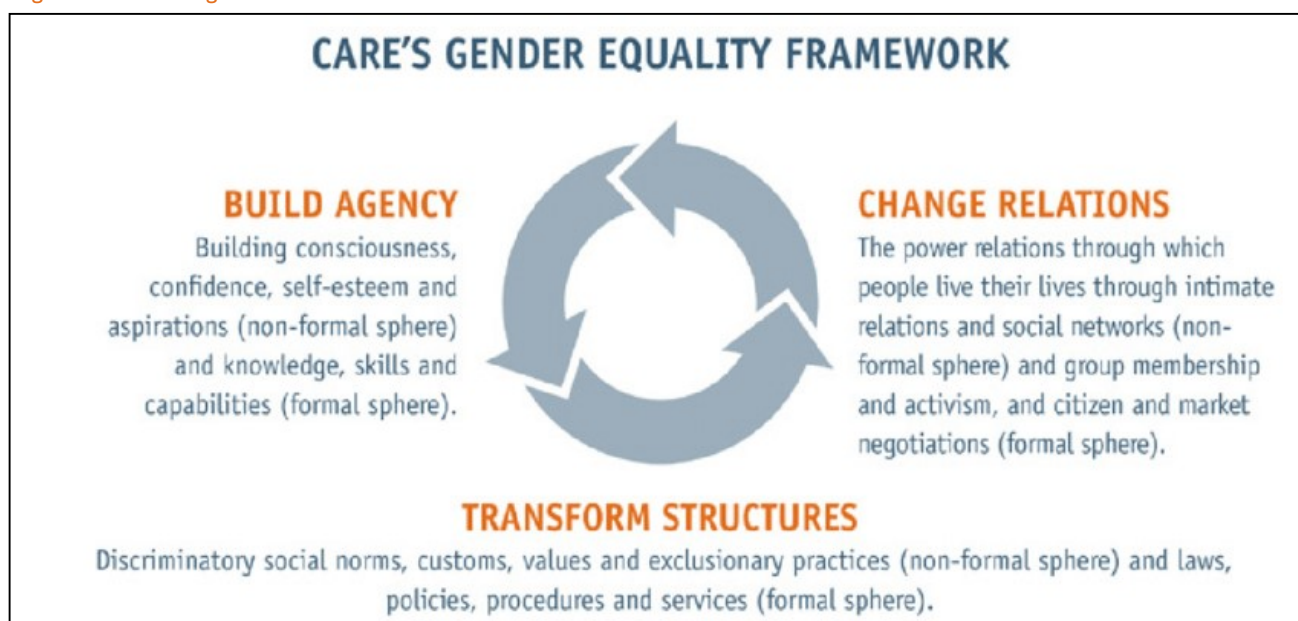 CARE'S GENDER EQUALITY FRAMEWORK
BUILD AGENCY
Building consciousness,
confidence, self-esteem and
aspirations (non-formal sphere)
and knowledge, skills and
capabilities (formal sphere).
CHANGE RELATIONS
The power relations through which
people live their lives through intimate
relations and social networks (non-
formal sphere) and group membership
and activism, and citizen and market
negotiations (formal sphere).
TRANSFORM STRUCTURES
Discriminatory social norms, customs, values and exclusionary practices (non-formal sphere) and laws,
policies, procedures and services (formal sphere).